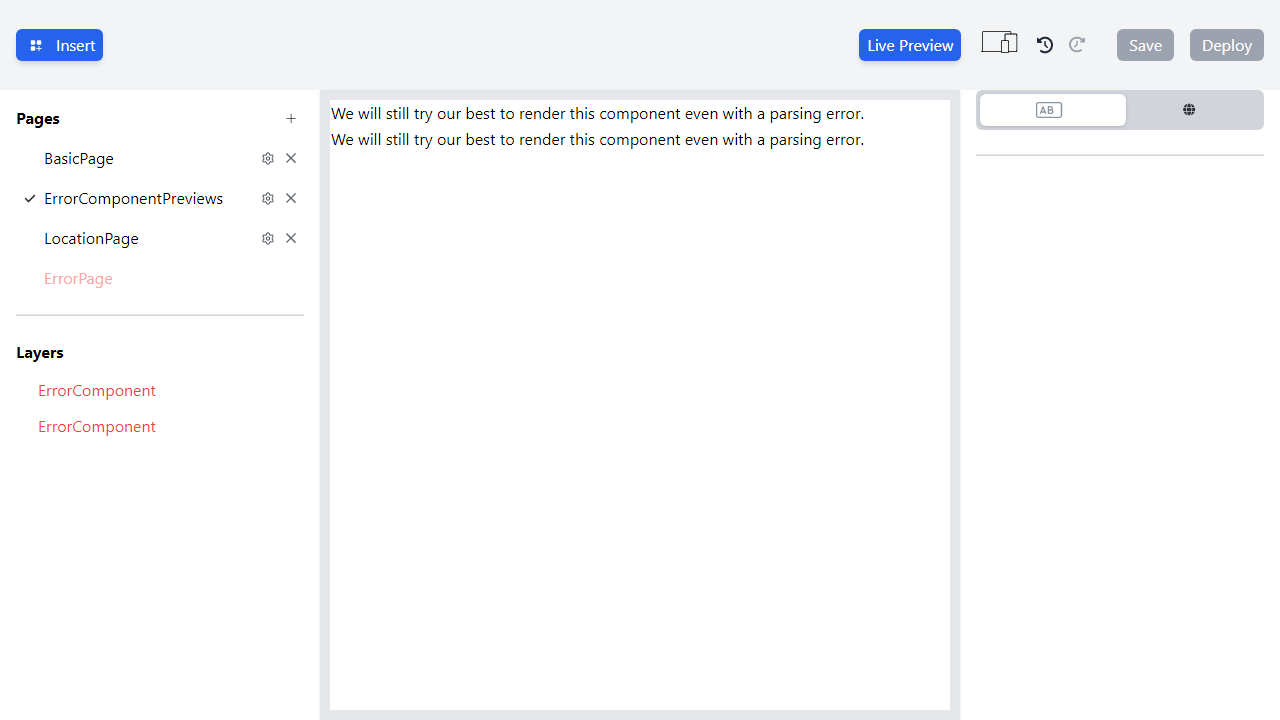 Insert
Live Preview
Save
Deploy
Pages
BasicPage
ErrorComponentPreviews
LocationPage
ErrorPage
Layers
ErrorComponent
ErrorComponent
We will still try our best to render this component even with a parsing error.
We will still try our best to render this component even with a parsing error.
AB